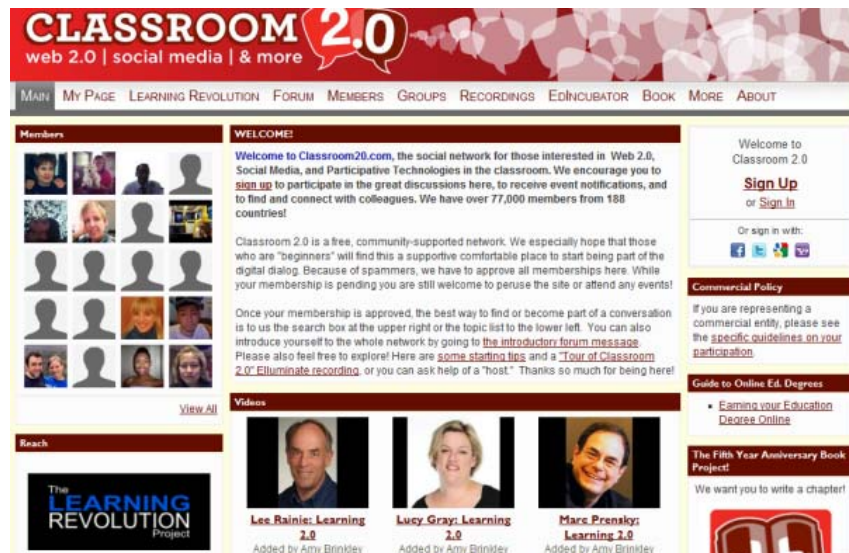 CLASSROOM 2.0
web 2.0 | social media | & more
MAIN MY PAGE LEARNING REVOLUTION FORUM MEMBERS GROUPS RECORDINGS EDINCUBATOR BOOK MORE ABOUT
Members
View All
Reach
The
LEARNING
REVOLUTION
Project
WELCOME!
Welcome to Classroom20.com, the social network for those interested in Web 2.0,
Social Media, and Participative Technologies in the classroom. We encourage you to
sign up to participate in the great discussions here, to receive event notifications, and
to find and connect with colleagues. We have over 77,000 members from 188
countries!
Classroom 2.0 is a free, community-supported network. We especially hope that those
who are "beginners" will find this a supportive comfortable place to start being part of the
digital dialog. Because of spammers, we have to approve all memberships here. While
your membership is pending you are still welcome to peruse the site or attend any events!
Once your membership is approved, the best way to find or become part of a conversation
is to us the search box at the upper right or the topic list to the lower left. You can also
introduce yourself to the whole network by going to the introductory forum message.
Please also feel free to explore! Here are some starting tips and a "Tour of Classroom
2.0" Elluminate recording, or you can ask help of a "host." Thanks so much for being here!
Videos
Lee Rainie: Learning
2.0
Added by Amy Brinkley
Lucy Gray: Learning
2.0
Added by Amy Brinkley
Marc Prensky:
Learning 2.0
Added by Amy Brinkley
Welcome to
Classroom 2.0
Sign Up
or Sign In
Or sign in with:
Commercial Policy
If you are representing a
commercial entity, please see
the specific guidelines on your
participation.
Guide to Online Ed. Degrees
Earning your Education
Degree Online
The Fifth Year Anniversary Book
Project!
We want you to write a chapter!